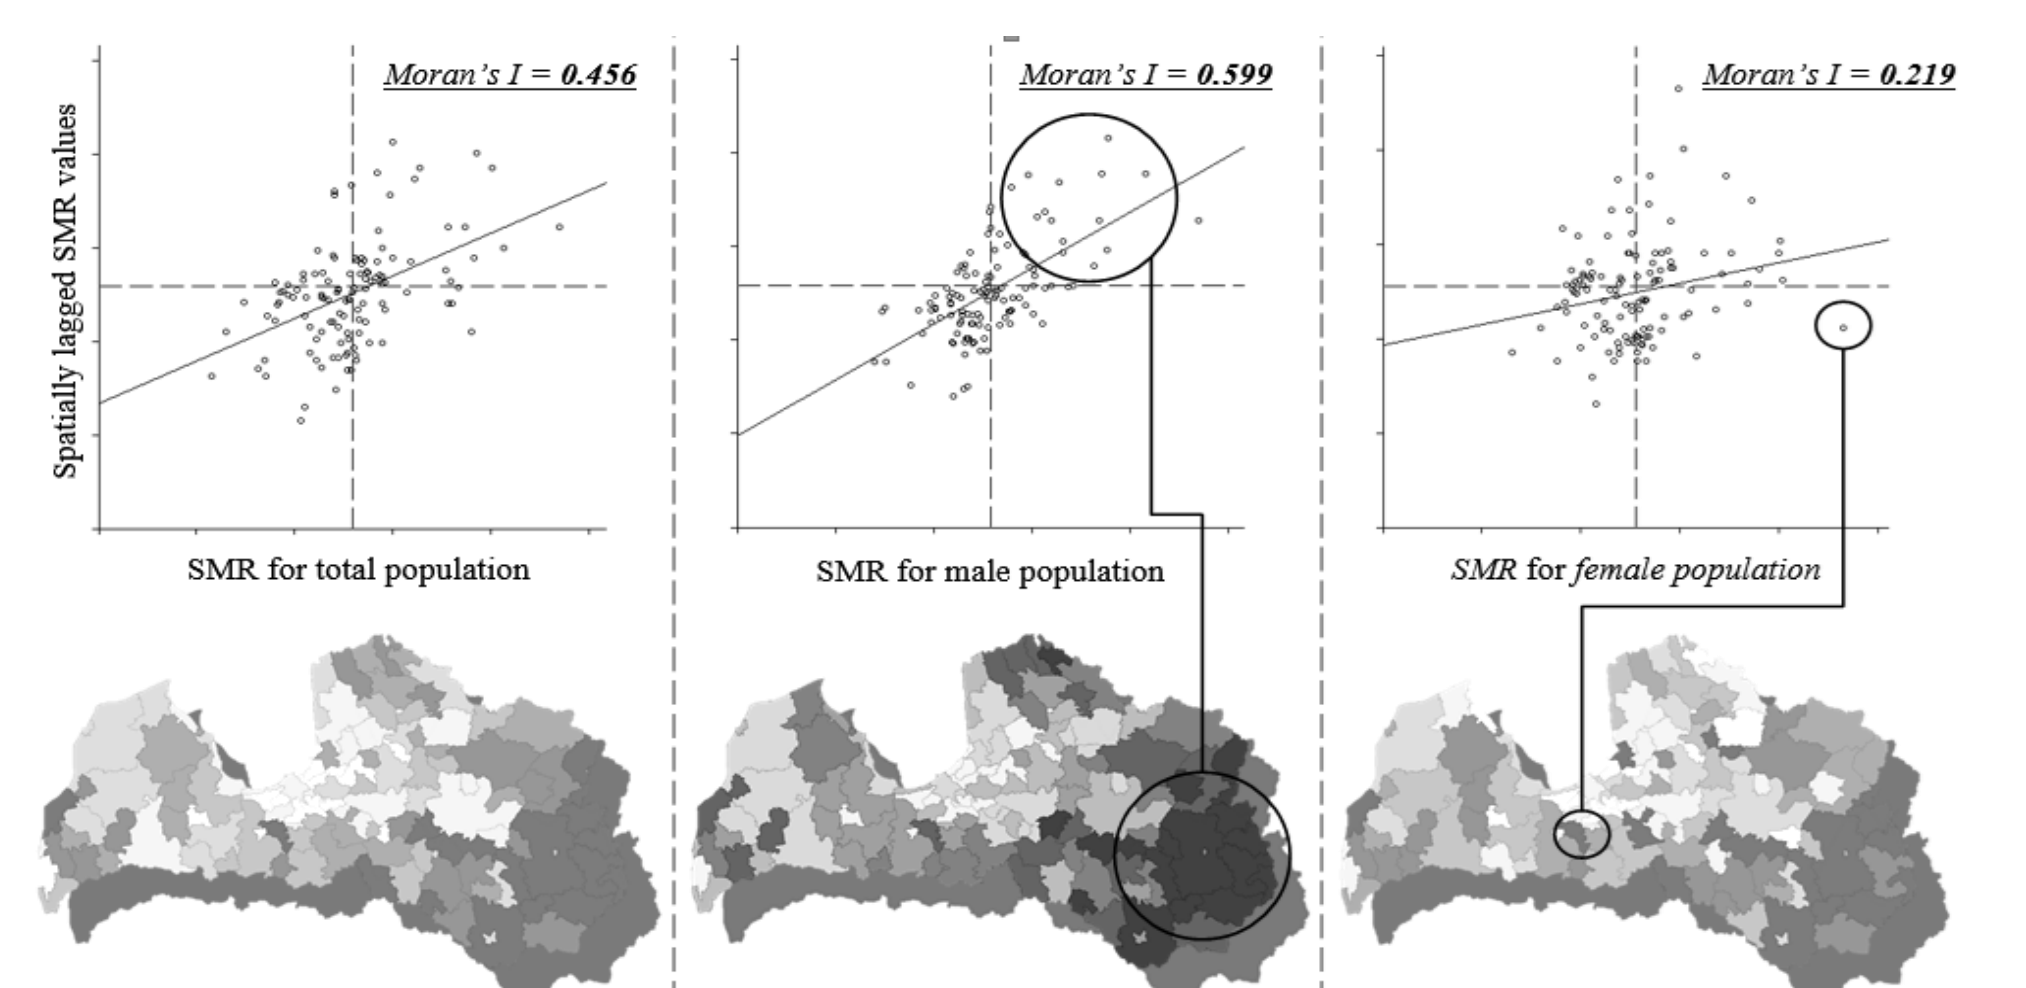 Moran's I = 0.456
Moran's I = 0.599
Moran's I = 0.219
Spatially lagged SMR values
SMR for total population
SMR for male population
SMR for female population